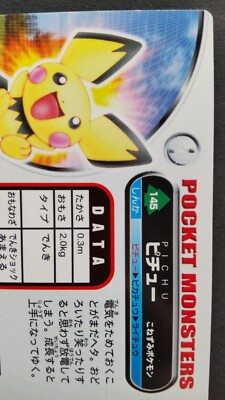 POCKET MONSTERS
145
PICHU
ピチュー
こねずみポケモン
しんか
ピチュー▶ピカチュウ▶ライチュウ
DATA
たかさ 0.3m
おもさ 2.0kg
タイプ でんき
おもなわざ でんきショック
あまえる
電気をためておくこ
とがまだヘタ。おど
ろいたり笑ったりす
ると思わず放電して
しまう。成長すると
上手になってゆく。